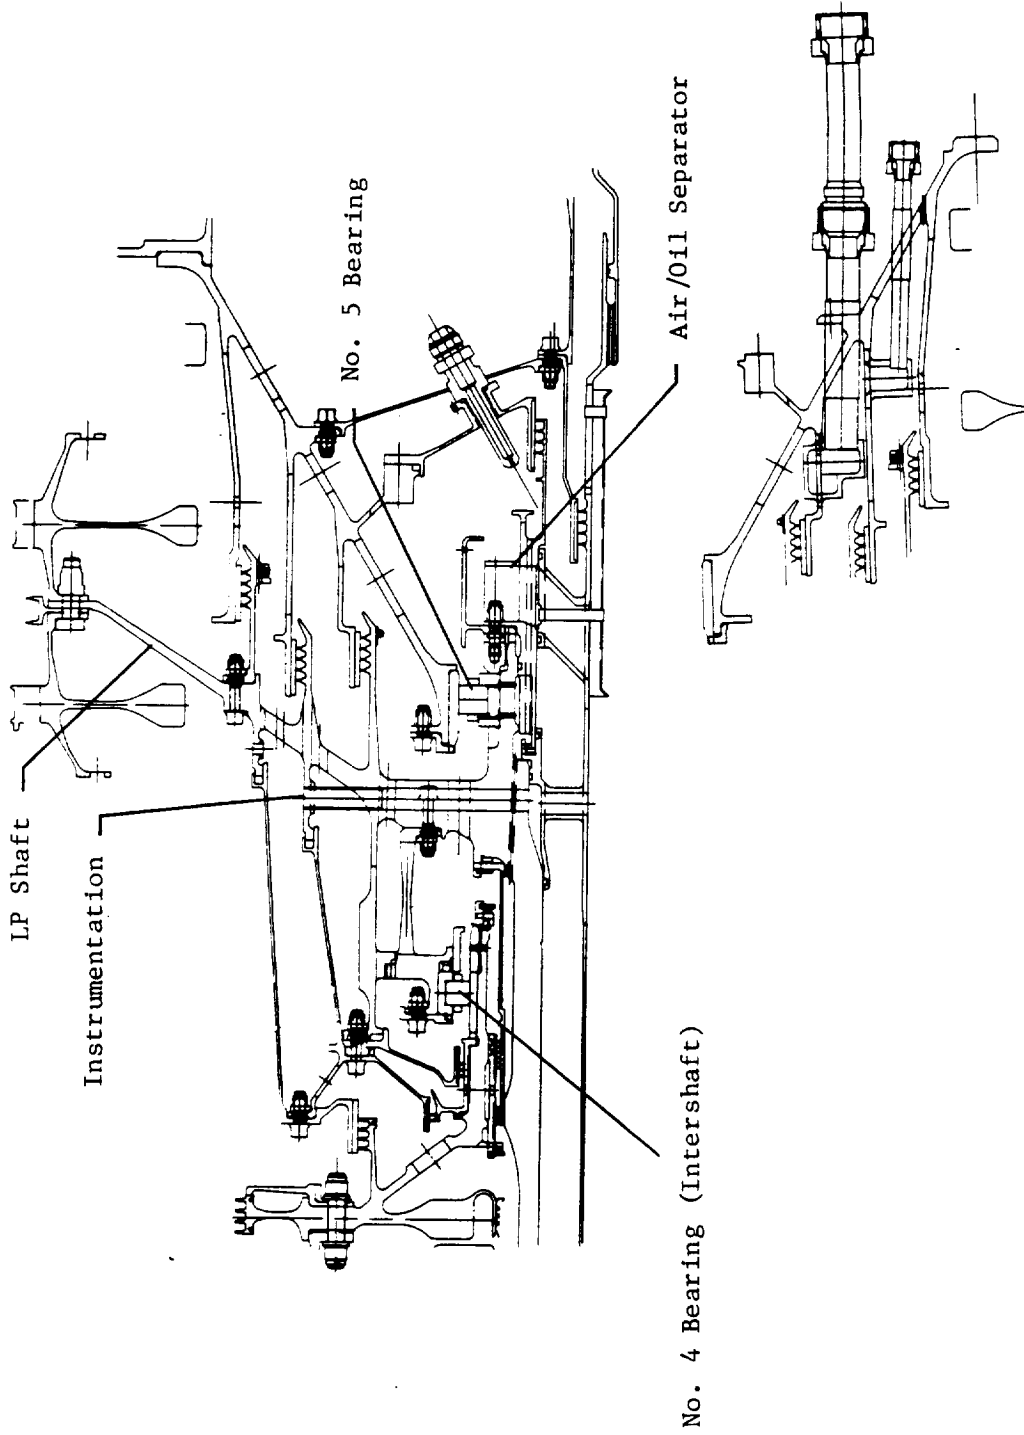 LP Shaft
Instrumentation
No. 5 Bearing
Air/Oil Separator
No. 4 Bearing (Intershaft)